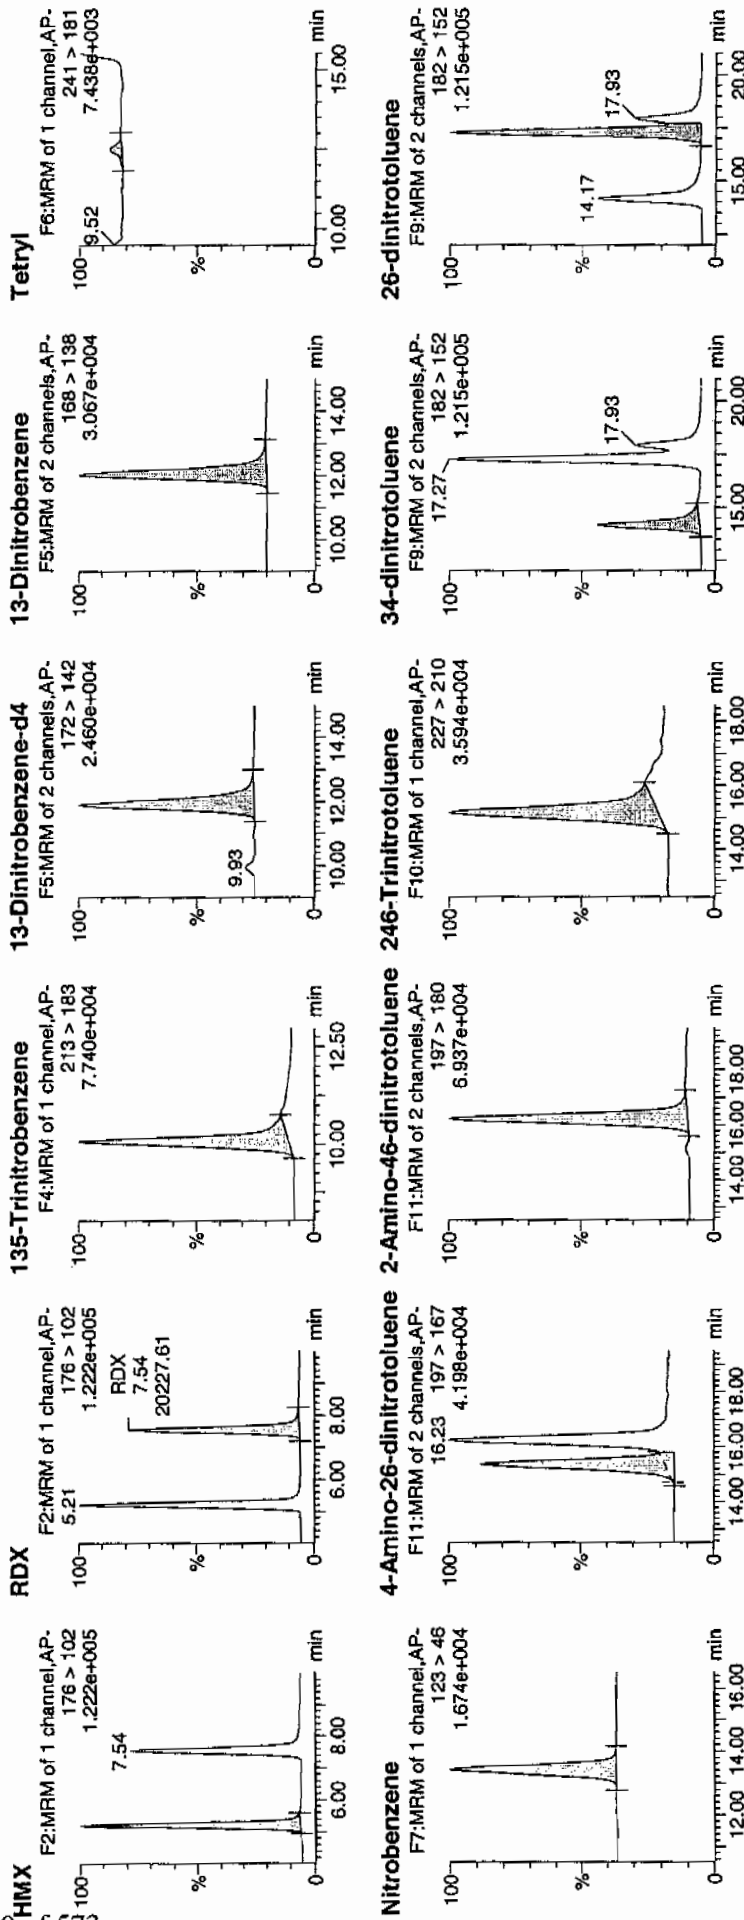 HMX
F2:MRM of 1 channel,AP-
176 > 102
1.222e+005
100
%
0
7.54
6.00 8.00
min
RDX
F2:MRM of 1 channel,AP-
176 > 102
1.222e+005
100
%
0
5.21
RDX
7.54
20227.61
6.00 8.00
min
135-Trinitrobenzene
F4:MRM of 1 channel,AP-
213 > 183
7.740e+004
100
%
0
10.00 12.50
min
13-Dinitrobenzene-d4
F5:MRM of 2 channels,AP-
172 > 142
2.460e+004
100
%
0
9.93
10.00 12.00 14.00
min
13-Dinitrobenzene
F5:MRM of 2 channels,AP-
168 > 138
3.067e+004
100
%
0
10.00 12.00 14.00
min
Tetryl
F6:MRM of 1 channel,AP-
241 > 181
7.438e+003
100
%
0
9.52
10.00 15.00
min
Nitrobenzene
F7:MRM of 1 channel,AP-
123 > 46
1.674e+004
100
%
0
12.00 14.00 16.00
min
4-Amino-26-dinitrotoluene
F11:MRM of 2 channels,AP-
16.23 197 > 167
4.198e+004
100
%
0
14.00 16.00 18.00
min
2-Amino-46-dinitrotoluene
F11:MRM of 2 channels,AP-
197 > 180
6.937e+004
100
%
0
14.00 16.00 18.00
min
246-Trinitrotoluene
F10:MRM of 1 channel,AP-
227 > 210
3.594e+004
100
%
0
14.00 16.00 18.00
min
34-dinitrotoluene
F9:MRM of 2 channels,AP-
182 > 152
1.215e+005
100
%
0
17.27
17.93
15.00 20.00
min
26-dinitrotoluene
F9:MRM of 2 channels,AP-
182 > 152
1.215e+005
100
%
0
14.17
17.93
15.00 20.00
min